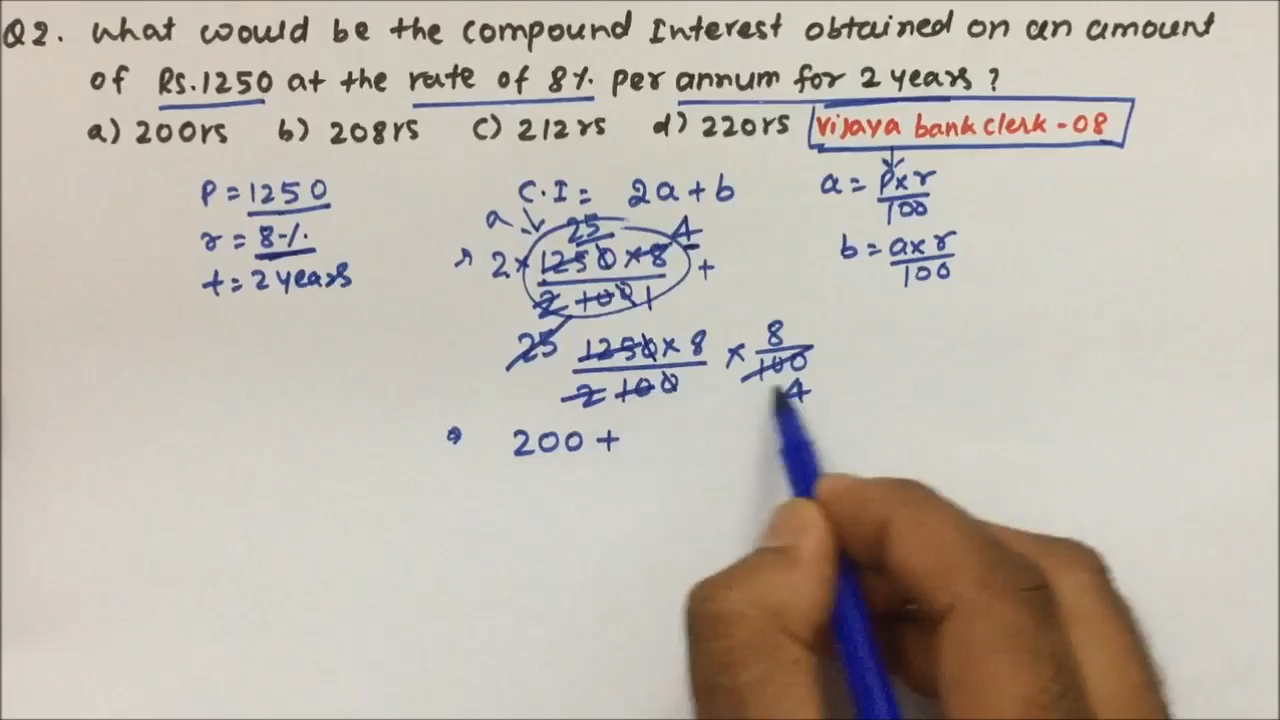 Q2. What would be the compound Interest obtained on an amount
of Rs.1250 at the rate of 8% per annum for 2 years ?
a) 200rs b) 208rs c) 212rs d) 220rs Vijaya bank clerk - 08
P = 1250
r = 8%
t = 2 years
C.I = 2a + b
a
25 4
2 × 1250 × 8 +
2 100 1
25 1250 × 8 × 8
2 100 100
4
200 +
a = P×r
100
b = a×r
100